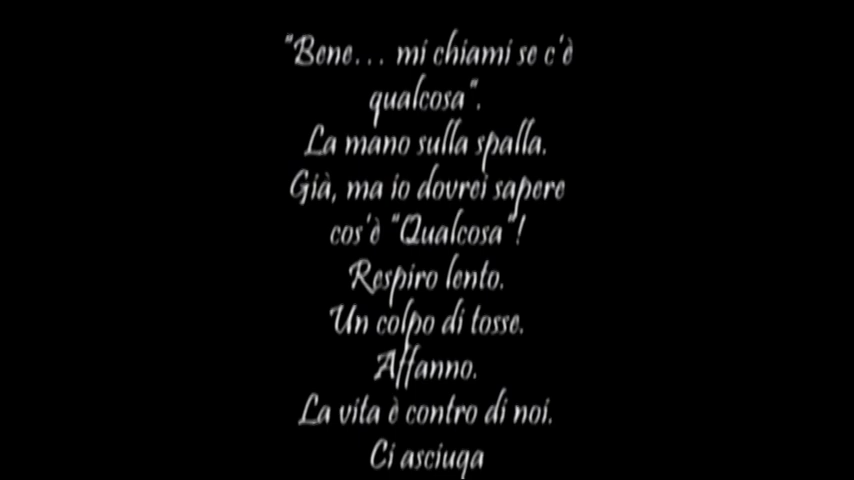 "Bene... mi chiami se c'è
qualcosa".
La mano sulla spalla.
Già, ma io dovrei sapere
cos'è "Qualcosa"!
Respiro lento.
Un colpo di tosse.
Affanno.
La vita è contro di noi.
Ci asciuga